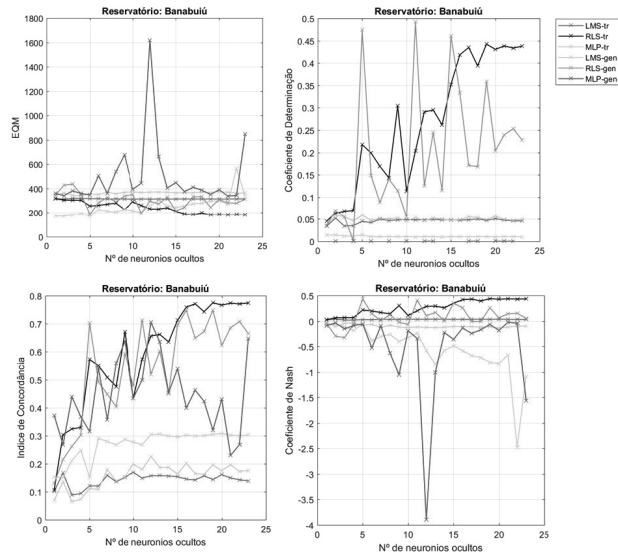 Reservatório: Banabuiú
1800
1600
1400
1200
1000
800
600
400
200
0
EQM
0 5 10 15 20 25
Nº de neuronios ocultos
Reservatório: Banabuiú
0.5
0.45
0.4
0.35
0.3
0.25
0.2
0.15
0.1
0.05
0
Coeficiente de Determinação
0 5 10 15 20 25
Nº de neuronios ocultos
LMS-tr
RLS-tr
MLP-tr
LMS-gen
RLS-gen
MLP-gen
Reservatório: Banabuiú
0.8
0.7
0.6
0.5
0.4
0.3
0.2
0.1
0
Indice de Concordância
0 5 10 15 20 25
Nº de neuronios ocultos
Reservatório: Banabuiú
0.5
0
-0.5
-1
-1.5
-2
-2.5
-3
-3.5
-4
Coeficiente de Nash
0 5 10 15 20 25
Nº de neuronios ocultos